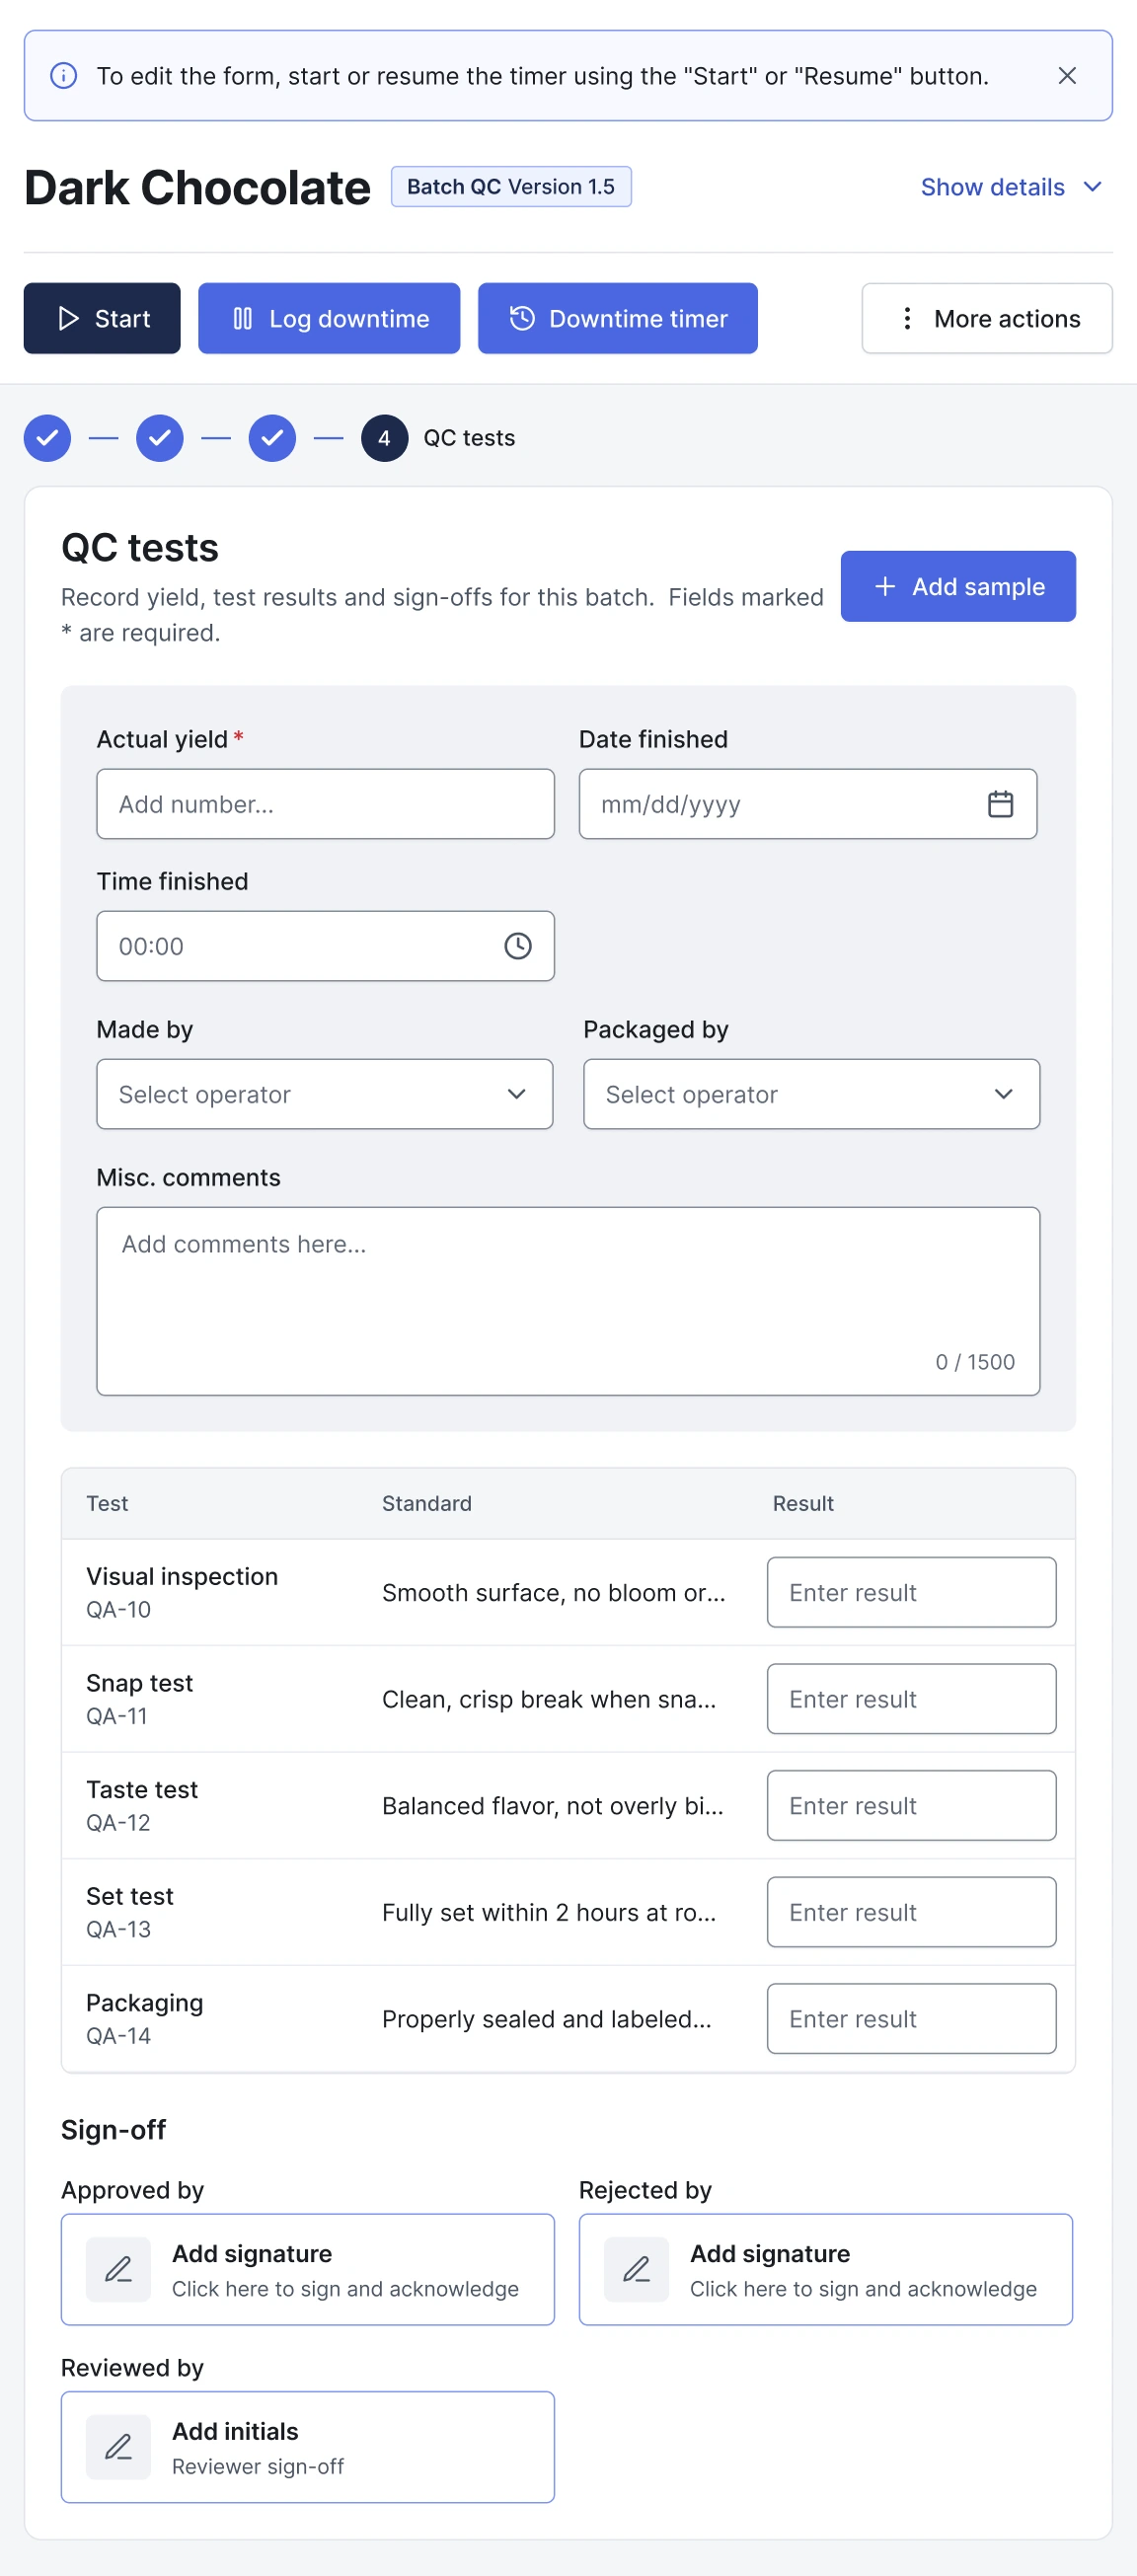 To edit the form, start or resume the timer using the "Start" or "Resume" button.
Dark Chocolate
Batch QC Version 1.5
Show details
Start
Log downtime
Downtime timer
More actions
4
QC tests
QC tests
Record yield, test results and sign-offs for this batch. Fields marked
* are required.
Add sample
Actual yield*
Date finished
Add number...
mm/dd/yyyy
Time finished
00:00
Made by
Packaged by
Select operator
Select operator
Misc. comments
Add comments here...
0 / 1500
Test
Standard
Result
Visual inspection
QA-10
Smooth surface, no bloom or...
Enter result
Snap test
QA-11
Clean, crisp break when sna...
Enter result
Taste test
QA-12
Balanced flavor, not overly bi...
Enter result
Set test
QA-13
Fully set within 2 hours at ro...
Enter result
Packaging
QA-14
Properly sealed and labeled...
Enter result
Sign-off
Approved by
Rejected by
Add signature
Click here to sign and acknowledge
Add signature
Click here to sign and acknowledge
Reviewed by
Add initials
Reviewer sign-off